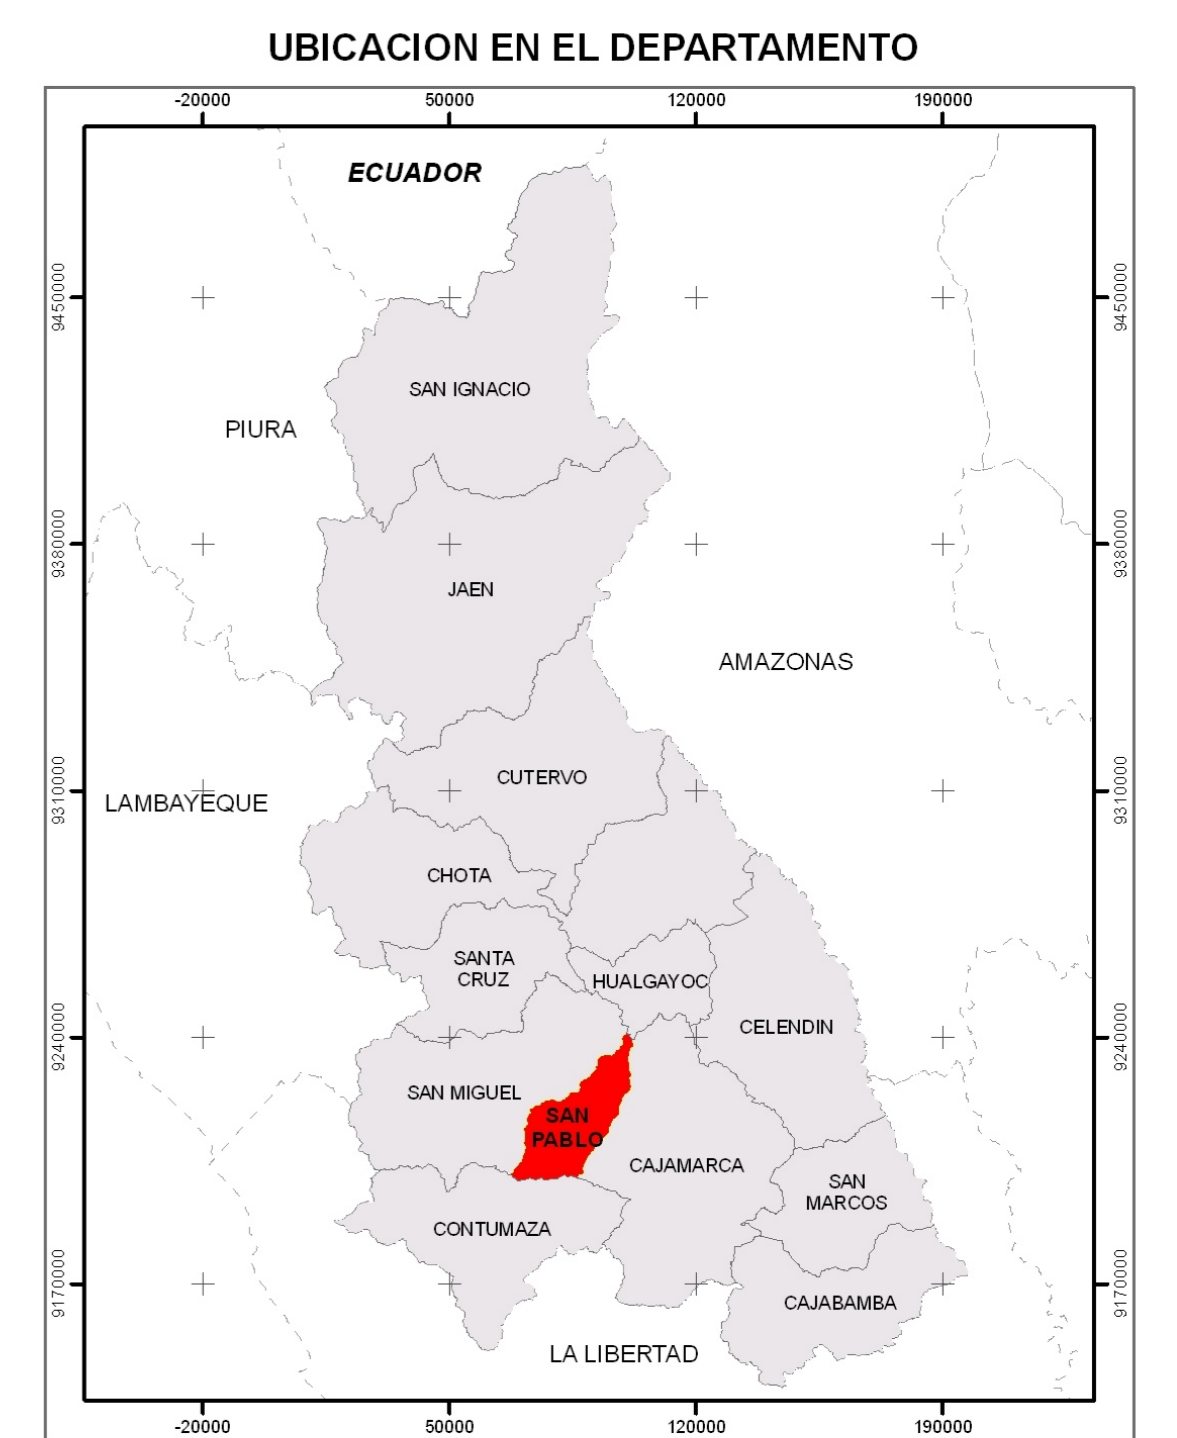 UBICACION EN EL DEPARTAMENTO
-20000 50000 120000 190000
ECUADOR
9450000 9450000
SAN IGNACIO
PIURA
9380000 9380000
JAEN
AMAZONAS
CUTERVO
9310000 9310000
LAMBAYEQUE
CHOTA
SANTA
CRUZ
HUALGAYOC
CELENDIN
9240000 9240000
SAN MIGUEL
SAN
PABLO
CAJAMARCA
SAN
MARCOS
CONTUMAZA
9170000 9170000
CAJABAMBA
LA LIBERTAD
-20000 50000 120000 190000